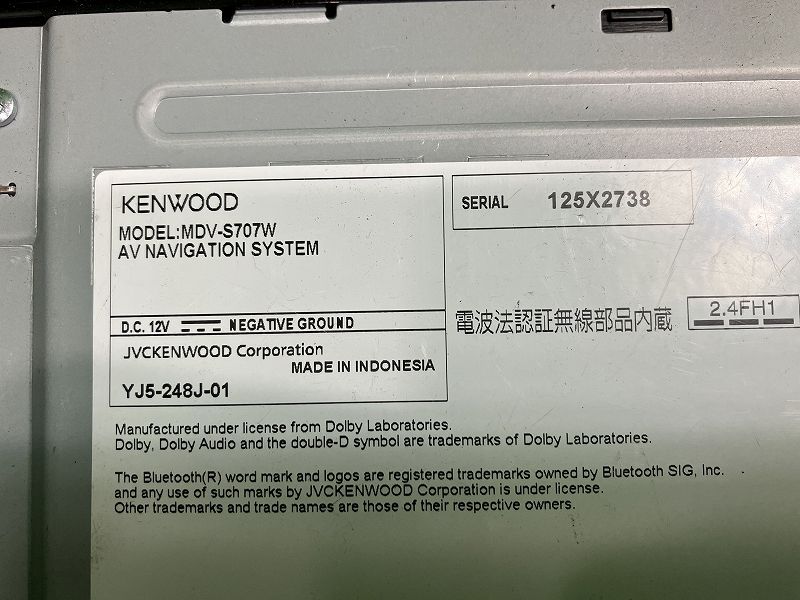 KENWOOD
MODEL:MDV-S707W
AV NAVIGATION SYSTEM
SERIAL 125X2738
D.C. 12V NEGATIVE GROUND
電波法認証無線部品内蔵 2.4FH1
JVCKENWOOD Corporation
MADE IN INDONESIA
YJ5-248J-01
Manufactured under license from Dolby Laboratories.
Dolby, Dolby Audio and the double-D symbol are trademarks of Dolby Laboratories.
The Bluetooth(R) word mark and logos are registered trademarks owned by Bluetooth SIG, Inc.
and any use of such marks by JVCKENWOOD Corporation is under license.
Other trademarks and trade names are those of their respective owners.